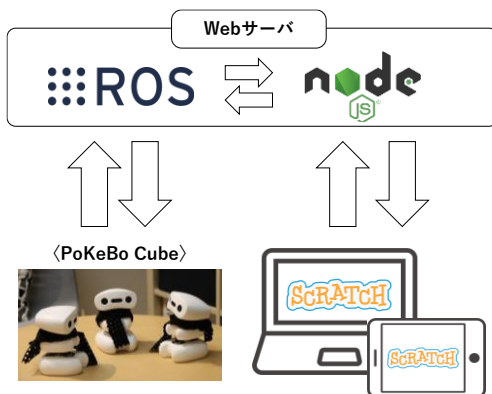 Webサーバ
ROS
node
JS
〈PoKeBo Cube〉
SCRATCH
SCRATCH